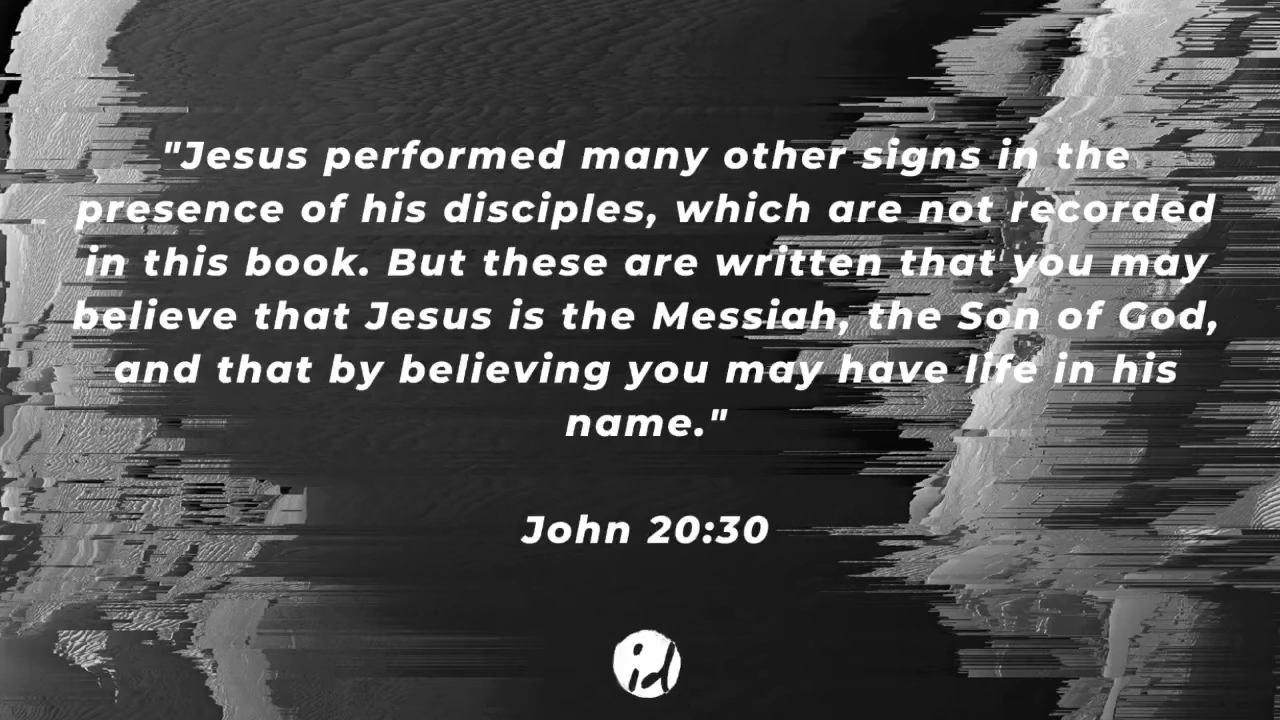 "Jesus performed many other signs in the
presence of his disciples, which are not recorded
in this book. But these are written that you may
believe that Jesus is the Messiah, the Son of God,
and that by believing you may have life in his
name."
John 20:30
id